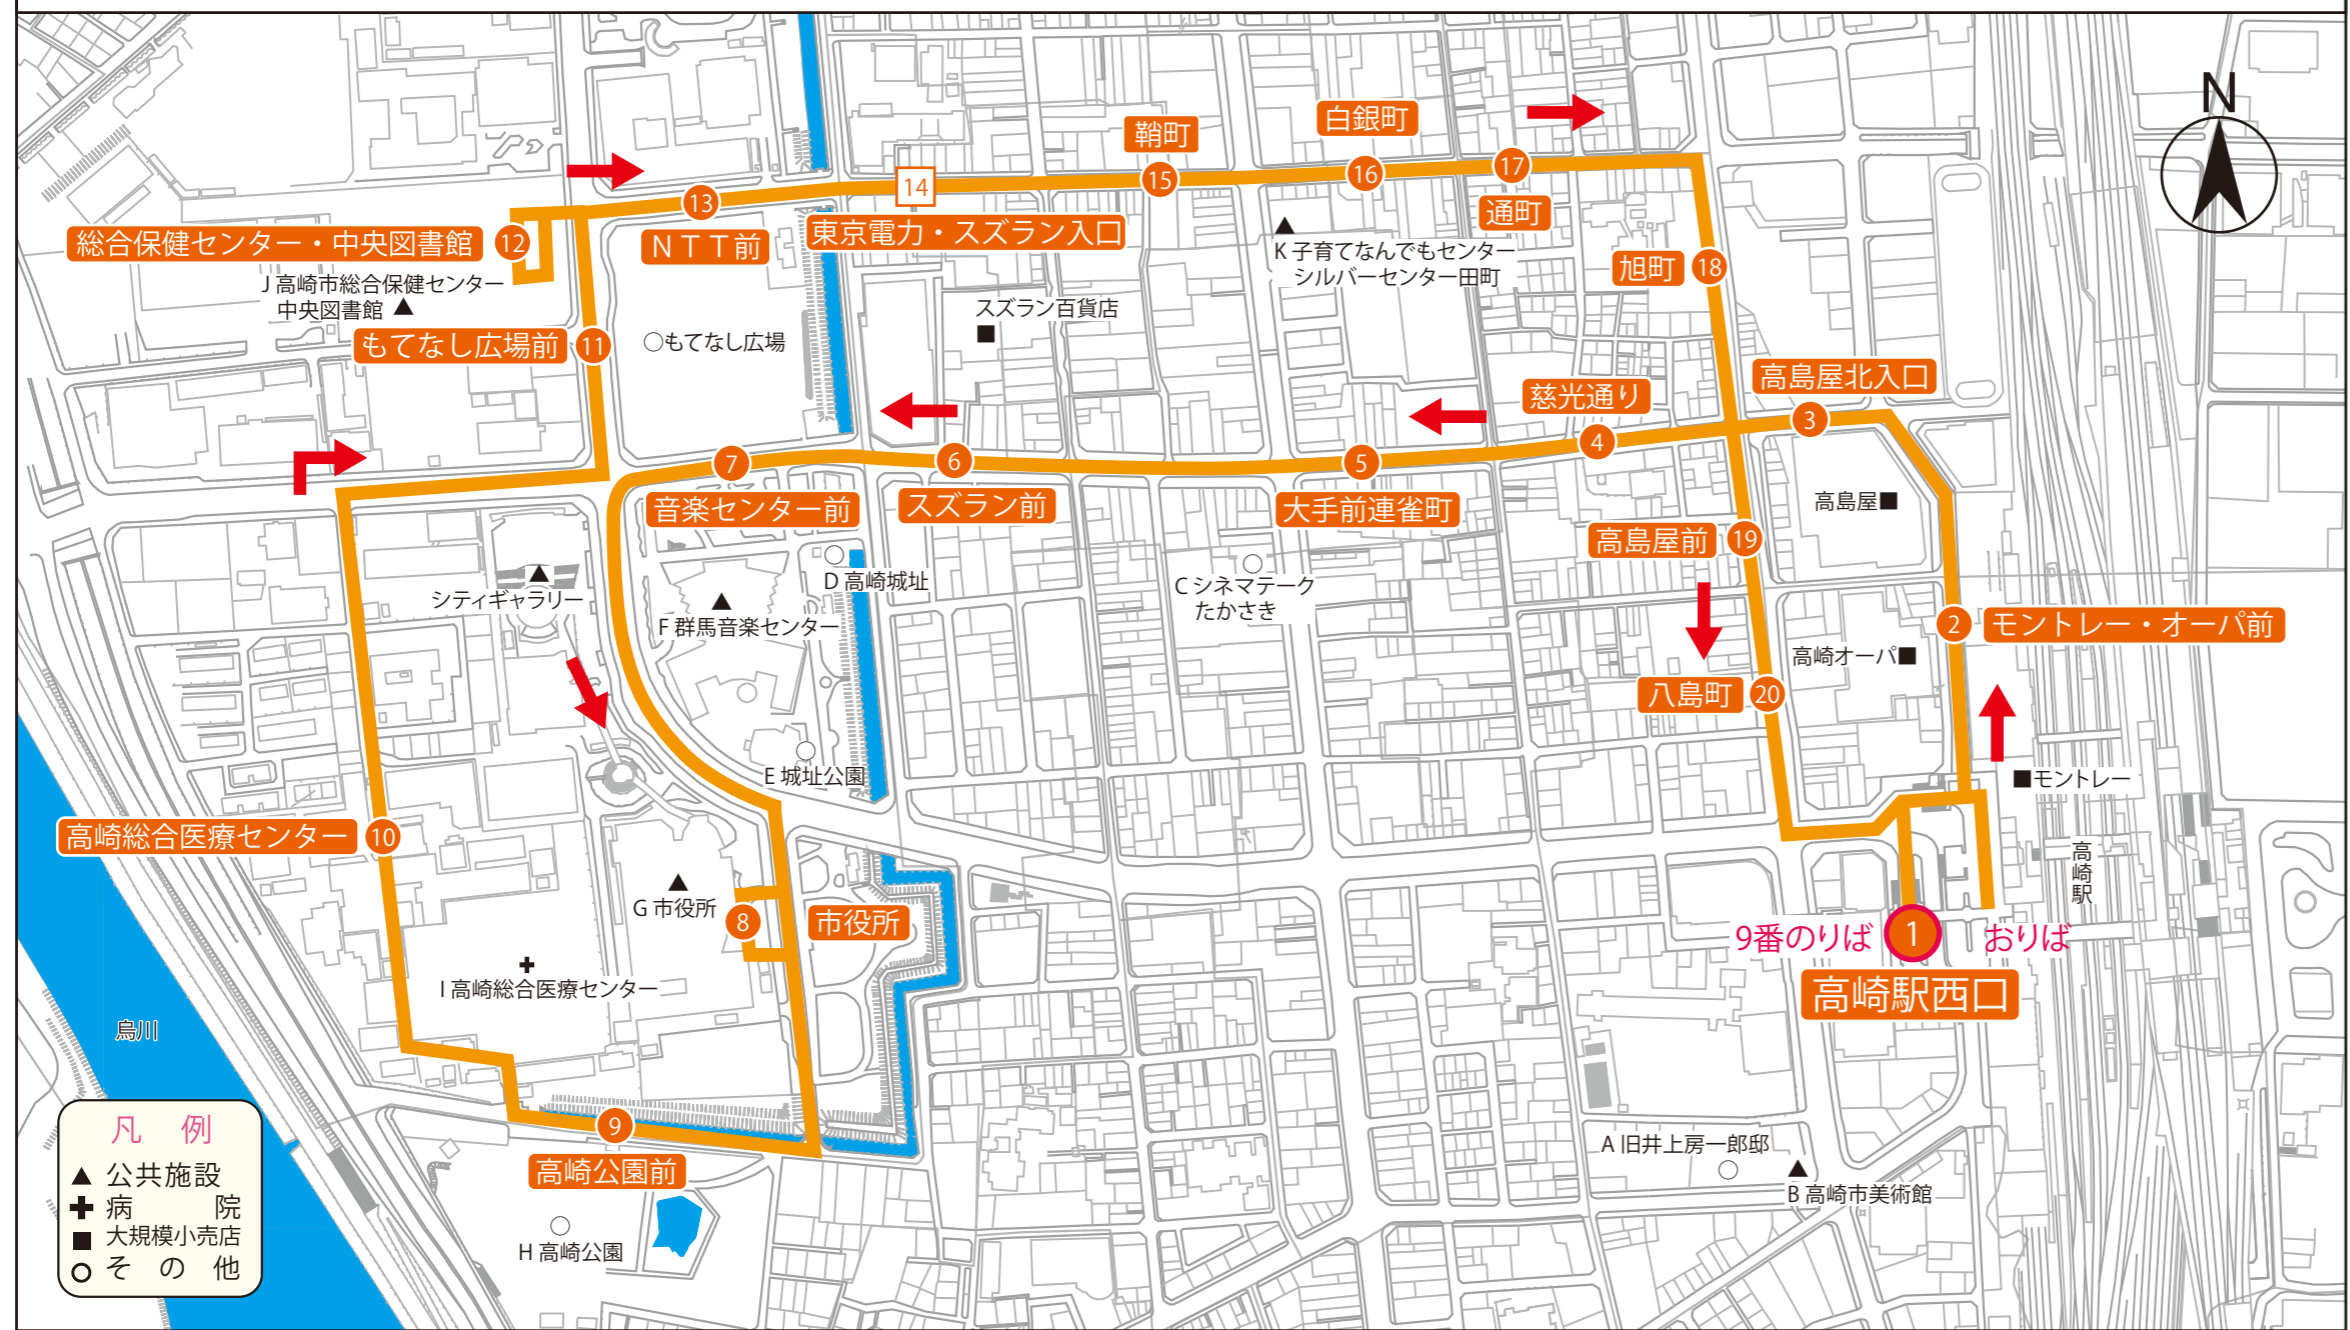 N
白銀町
鞘町
17
16
15
14
13
通町
東京電力・スズラン入口
NTT前
総合保健センター・中央図書館
12
K 子育てなんでもセンター
シルバーセンター田町
旭町
18
J 高崎市総合保健センター
中央図書館
スズラン百貨店
もてなし広場前
11
もてなし広場
高島屋北入口
3
慈光通り
4
5
6
7
大手前連雀町
スズラン前
音楽センター前
高島屋
高島屋前
19
D 高崎城址
C シネマテーク
たかさき
シティギャラリー
F 群馬音楽センター
2
モントレー・オーパ前
高崎オーパ
八島町
20
E 城址公園
モントレー
高崎総合医療センター
10
高崎駅
G 市役所
8
市役所
9番のりば
1
おりば
高崎駅西口
I 高崎総合医療センター
烏川
9
高崎公園前
A 旧井上房一郎邸
B 高崎市美術館
H 高崎公園
凡 例
公共施設
病 院
大規模小売店
そ の 他